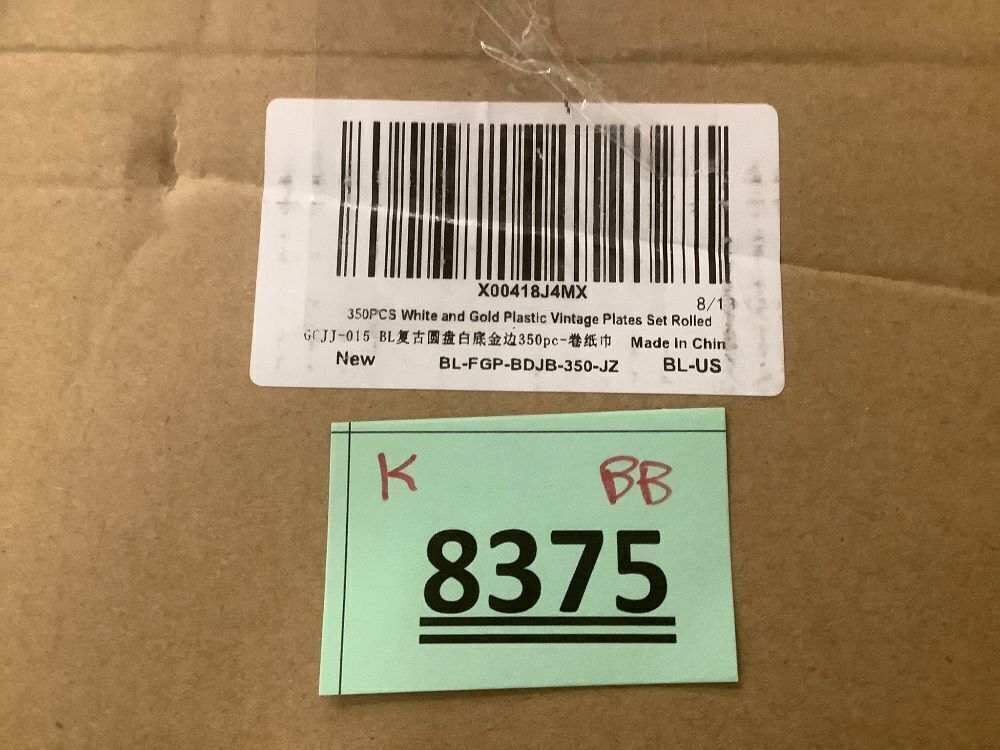 X00418J4MX
8/1
350PCS White and Gold Plastic Vintage Plates Set Rolled
GCJJ-015 BL复古圆盘白底金边350pc-卷纸巾 Made In Chin
New BL-FGP-BDJB-350-JZ BL-US
K BB
8375